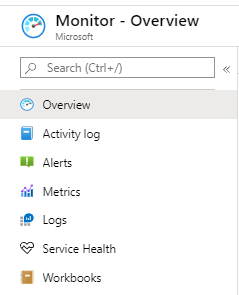 Monitor - Overview
Microsoft
Search (Ctrl+/)
«
Overview
Activity log
Alerts
Metrics
Logs
Service Health
Workbooks